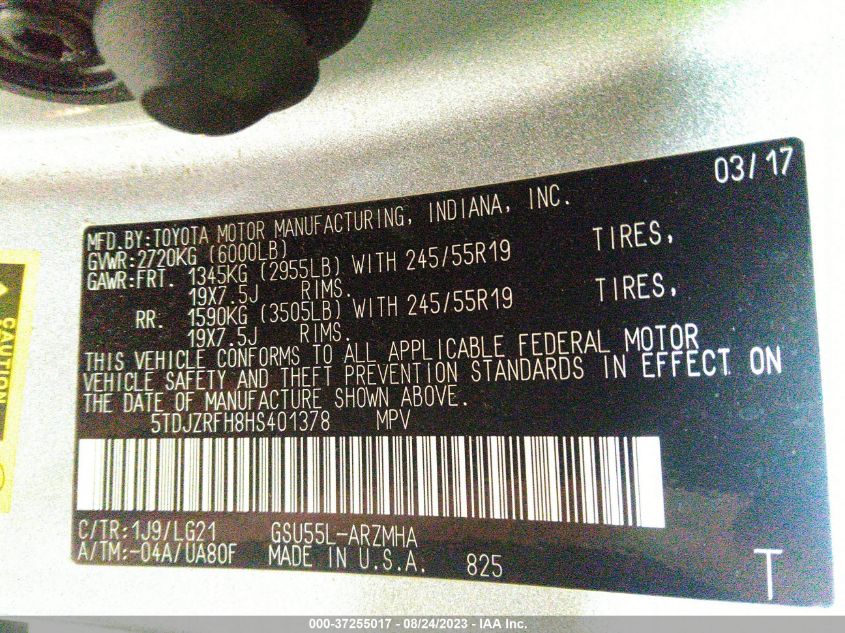 03/17
MFD.BY:TOYOTA MOTOR MANUFACTURING, INDIANA, INC.
GVWR:2720KG (6000LB)
GAWR:FRT. 1345KG (2955LB) WITH 245/55R19 TIRES,
19X7.5J RIMS.
RR. 1590KG (3505LB) WITH 245/55R19 TIRES,
19X7.5J RIMS.
THIS VEHICLE CONFORMS TO ALL APPLICABLE FEDERAL MOTOR
VEHICLE SAFETY AND THEFT PREVENTION STANDARDS IN EFFECT ON
THE DATE OF MANUFACTURE SHOWN ABOVE.
5TDJZRFH8HS401378 MPV
C/TR:1J9/LG21 GSU55L-ARZMHA
A/TM:-04A/UA80F MADE IN U.S.A. 825
T
CAUTION
000-37255017 - 08/24/2023 - IAA Inc.